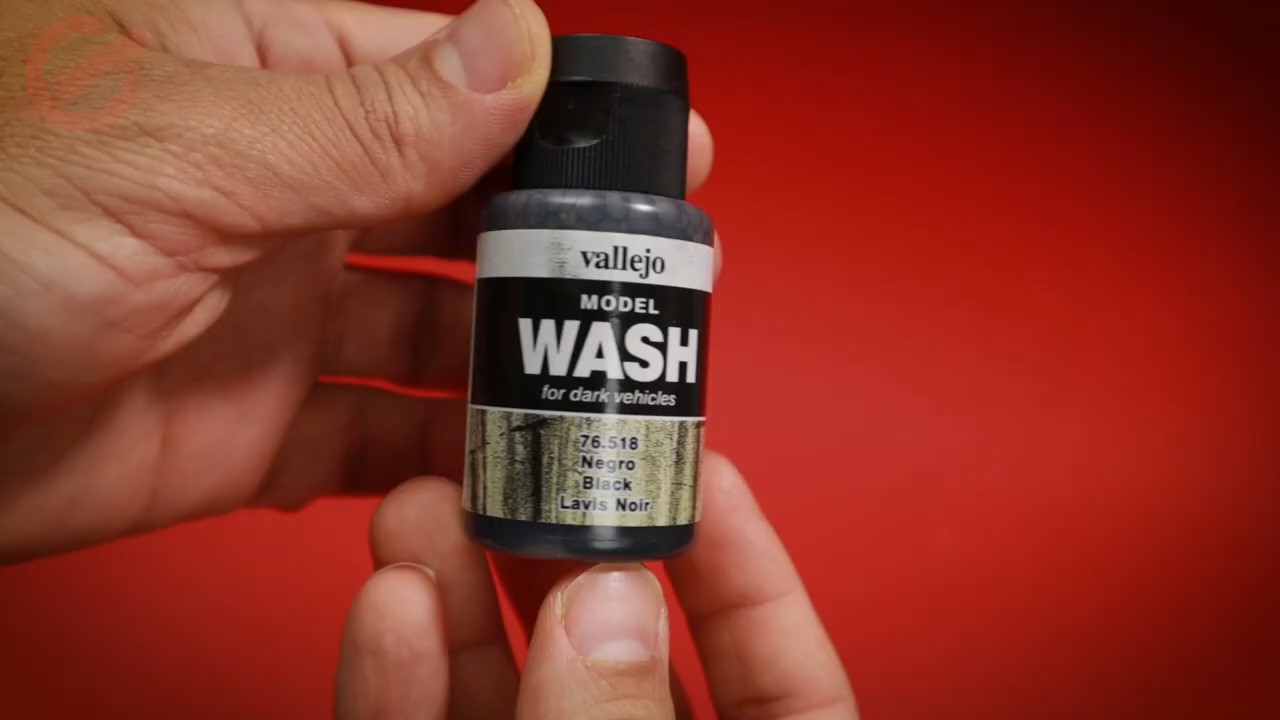 vallejo
MODEL
WASH
for dark vehicles
76.518
Negro
Black
Lavis Noir